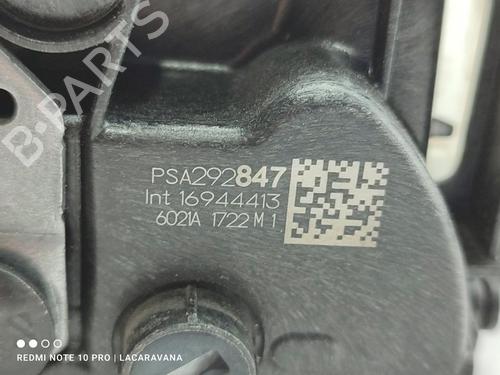 B-PARTS
PSA292847
Int 16944413
6021A 1722 M 1
REDMI NOTE 10 PRO | LACARAVANA